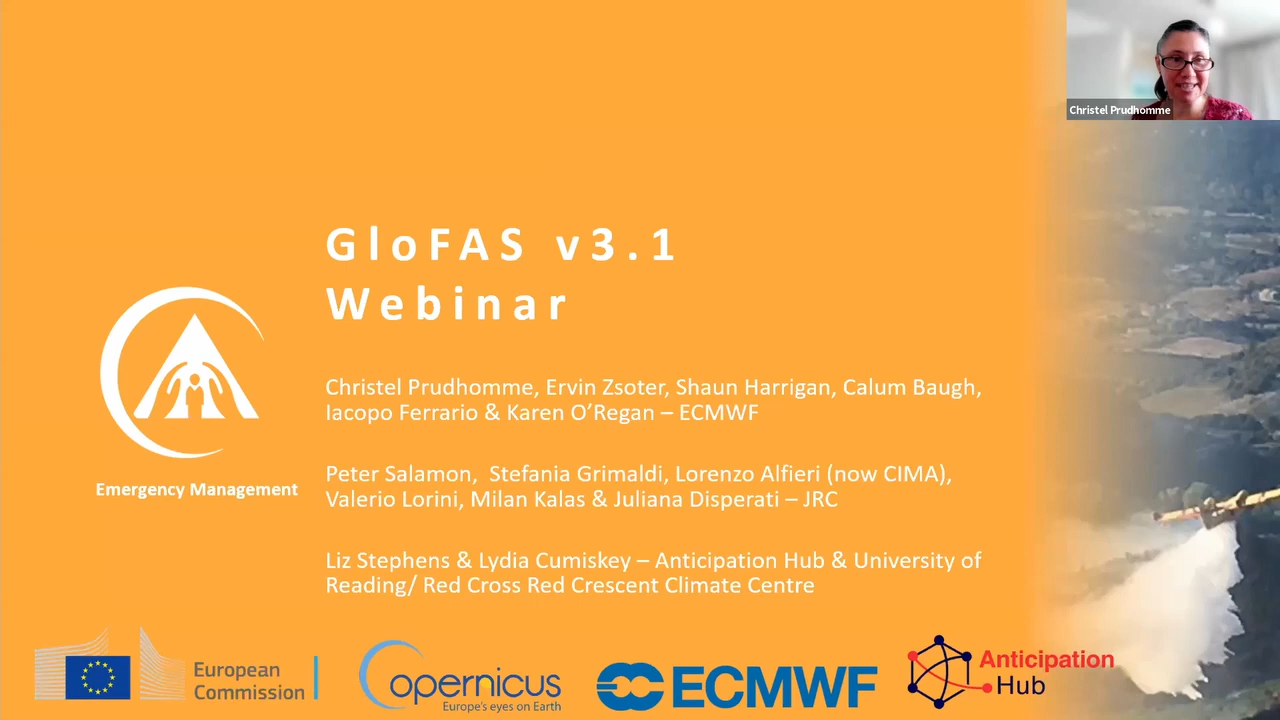 Christel Prudhomme
GloFAS v3.1
Webinar
Christel Prudhomme, Ervin Zsoter, Shaun Harrigan, Calum Baugh,
Iacopo Ferrario & Karen O'Regan – ECMWF
Emergency Management
Peter Salamon,  Stefania Grimaldi, Lorenzo Alfieri (now CIMA),
Valerio Lorini, Milan Kalas & Juliana Disperati – JRC
Liz Stephens & Lydia Cumiskey – Anticipation Hub & University of
Reading/ Red Cross Red Crescent Climate Centre
European
Commission
opernicus
Europe's eyes on Earth
ECMWF
Anticipation
Hub